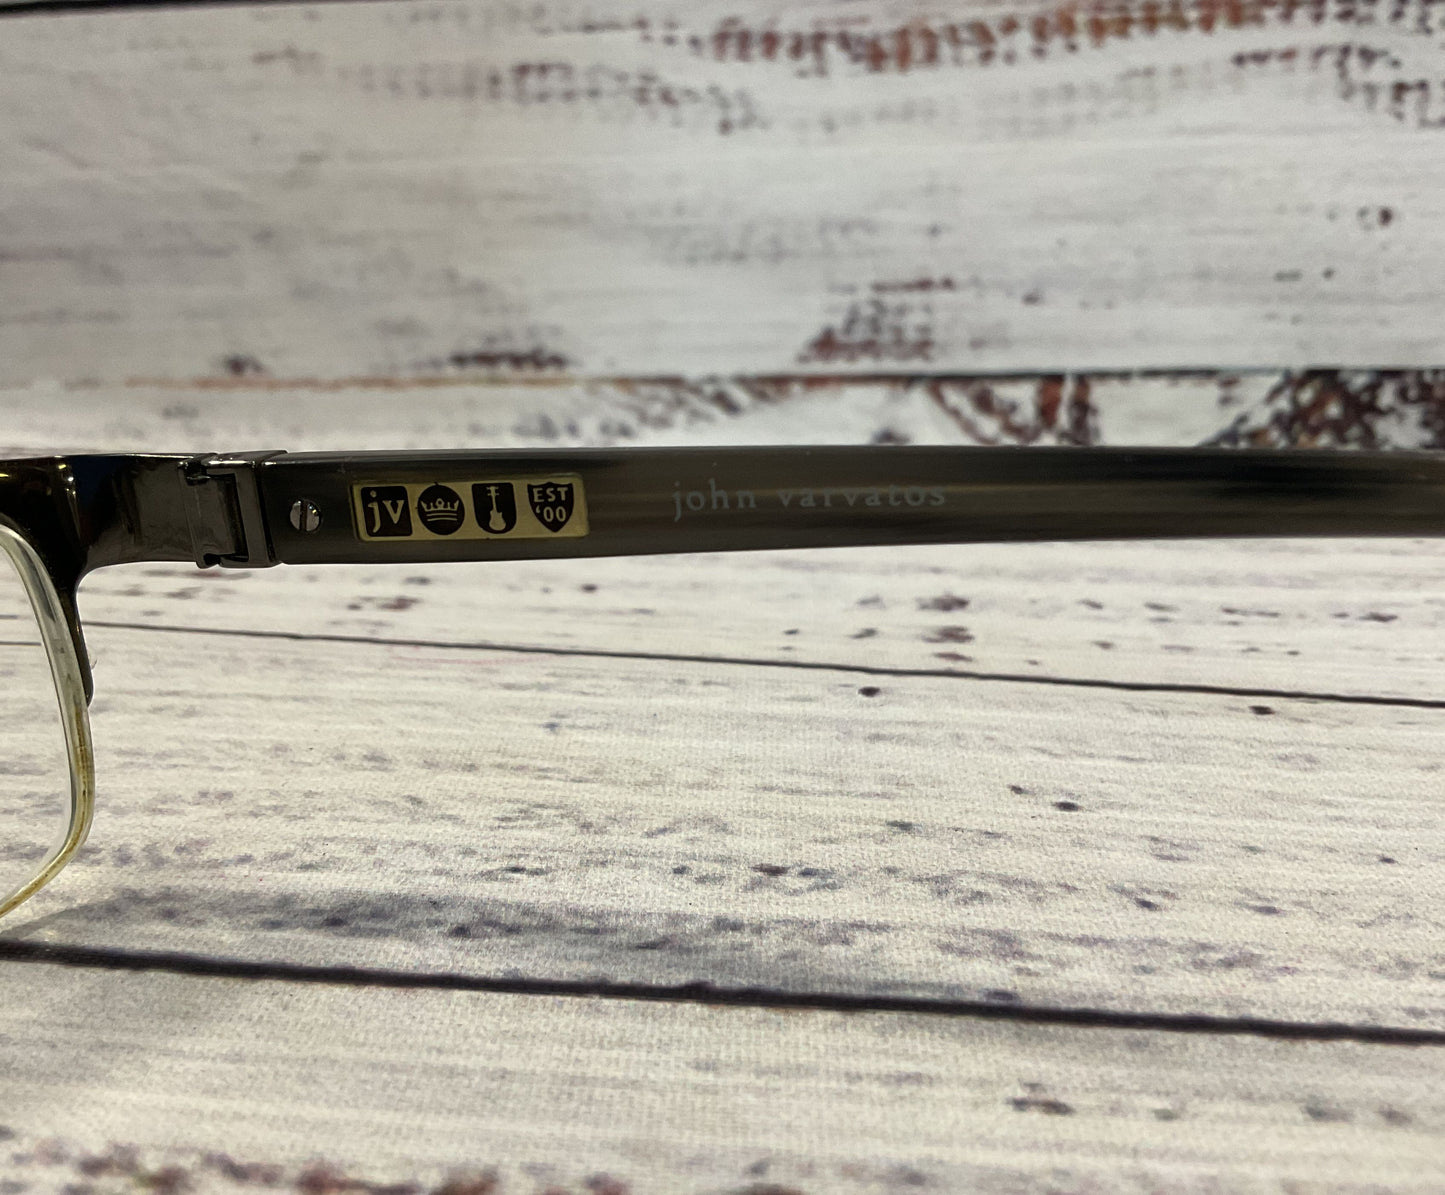 jv
EST
'00
john varvatos